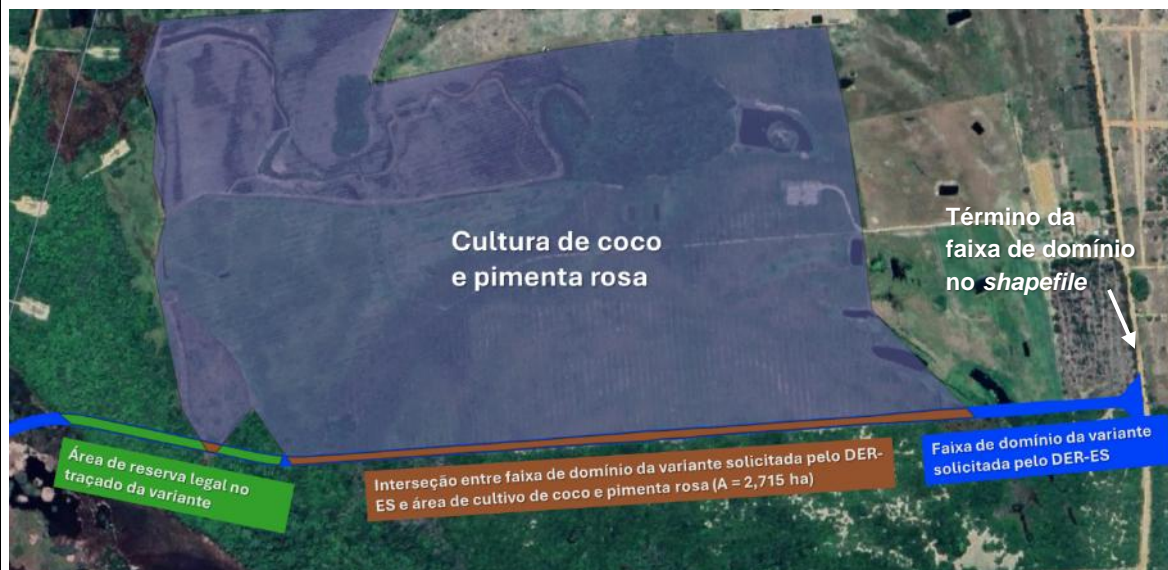 Cultura de coco
e pimenta rosa
Término da
faixa de domínio
no shapefile
Área de reserva legal no
traçado da variante
Interseção entre faixa de domínio da variante solicitada pelo DER-
ES e área de cultivo de coco e pimenta rosa (A = 2,715 ha)
Faixa de domínio da variante
solicitada pelo DER-ES